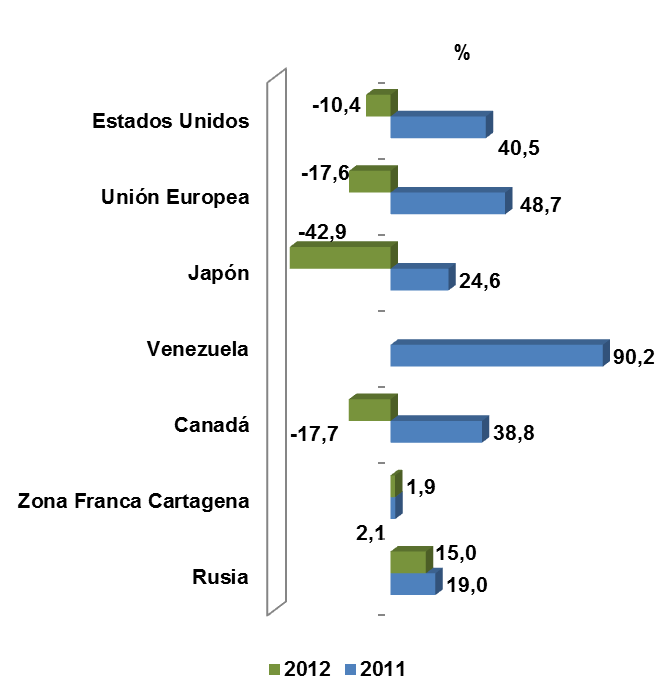 %
-10,4
Estados Unidos
40,5
-17,6
Unión Europea
48,7
-42,9
Japón
24,6
Venezuela
90,2
Canadá
-17,7
38,8
Zona Franca Cartagena
1,9
2,1
15,0
Rusia
19,0
2012 2011